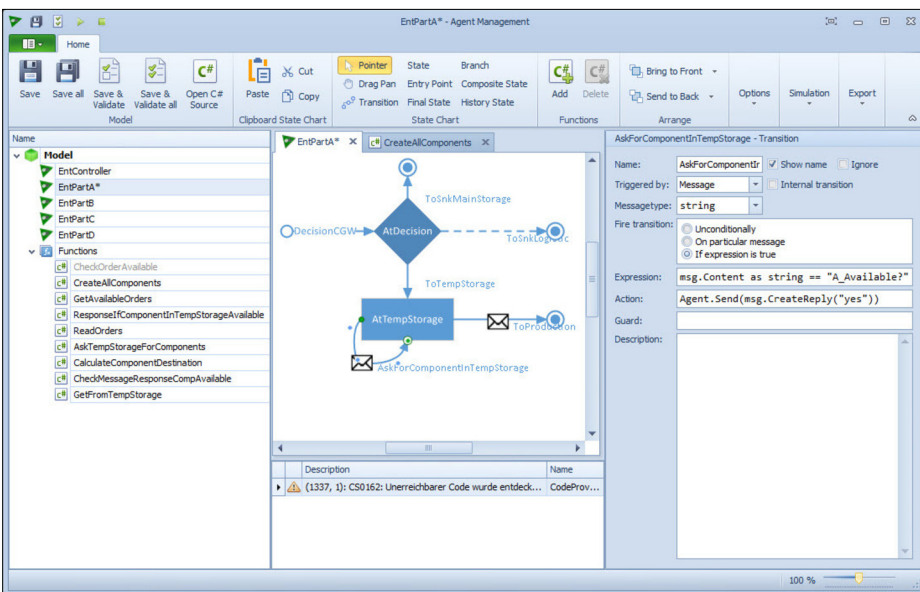 EntPartA* - Agent Management
Home
Save
Save all
Save & Validate
Save & Validate all
Open C# Source
Model
Paste
Cut
Copy
Clipboard State Chart
Pointer
State
Branch
Drag Pan
Entry Point
Composite State
Transition
Final State
History State
State Chart
C#
Add
C#
Delete
Functions
Bring to Front
Send to Back
Arrange
Options
Simulation
Export
Name
Model
EntController
EntPartA*
EntPartB
EntPartC
EntPartD
Functions
C# CheckOrderAvailable
C# CreateAllComponents
C# GetAvailableOrders
C# ResponseIfComponentInTempStorageAvailable
C# ReadOrders
C# AskTempStorageForComponents
C# CalculateComponentDestination
C# CheckMessageResponseCompAvailable
C# GetFromTempStorage
EntPartA* X
C# CreateAllComponents X
ToSnkMainStorage
DecisionCGW
AtDecision
ToTempStorage
AtTempStorage
ToProduction
AskForComponentInTempStorage
Description
Name
(1337, 1): CS0162: Unerreichbarer Code wurde entdeck...
CodeProv...
AskForComponentInTempStorage - Transition
Name:
AskForComponentIr
Show name
Ignore
Triggered by:
Message
Internal transition
Messagetype:
string
Fire transition:
Unconditionally
On particular message
If expression is true
Expression:
msg.Content as string == "A_Available?"
Action:
Agent.Send(msg.CreateReply("yes"))
Guard:
Description:
100 %